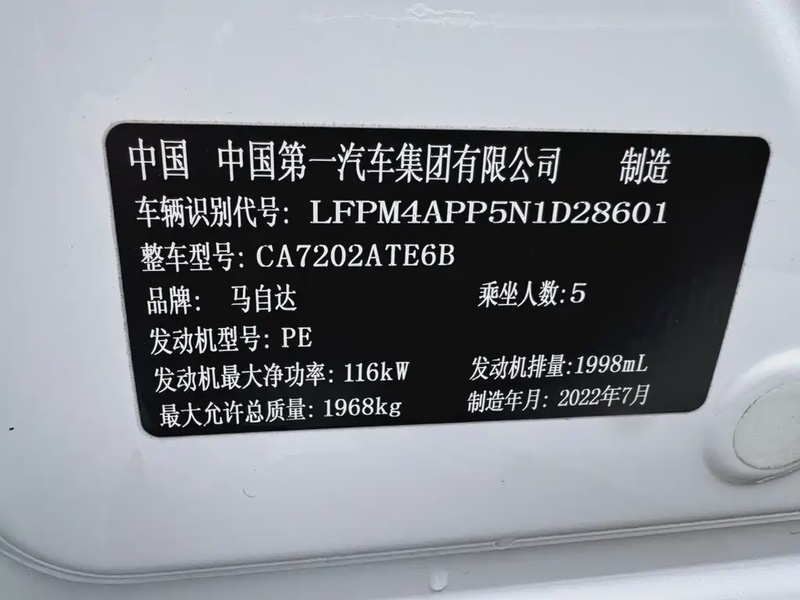 中国 中国第一汽车集团有限公司 制造
车辆识别代号: LFPM4APP5N1D28601
整车型号: CA7202ATE6B
品牌: 马自达 乘坐人数:5
发动机型号: PE
发动机最大净功率: 116kW 发动机排量:1998mL
最大允许总质量: 1968kg 制造年月: 2022年7月